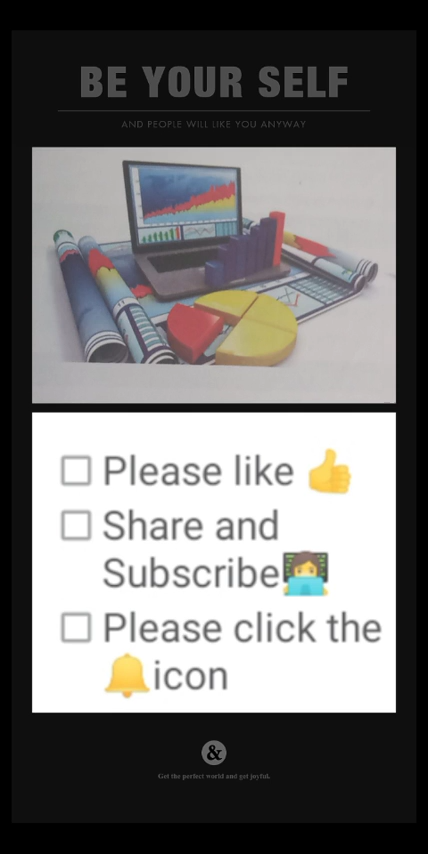 BE YOUR SELF
AND PEOPLE WILL LIKE YOU ANYWAY
☐ Please like 👍
☐ Share and
Subscribe👩‍💻
☐ Please click the
🔔icon
&
Get the perfect world and get joyful.